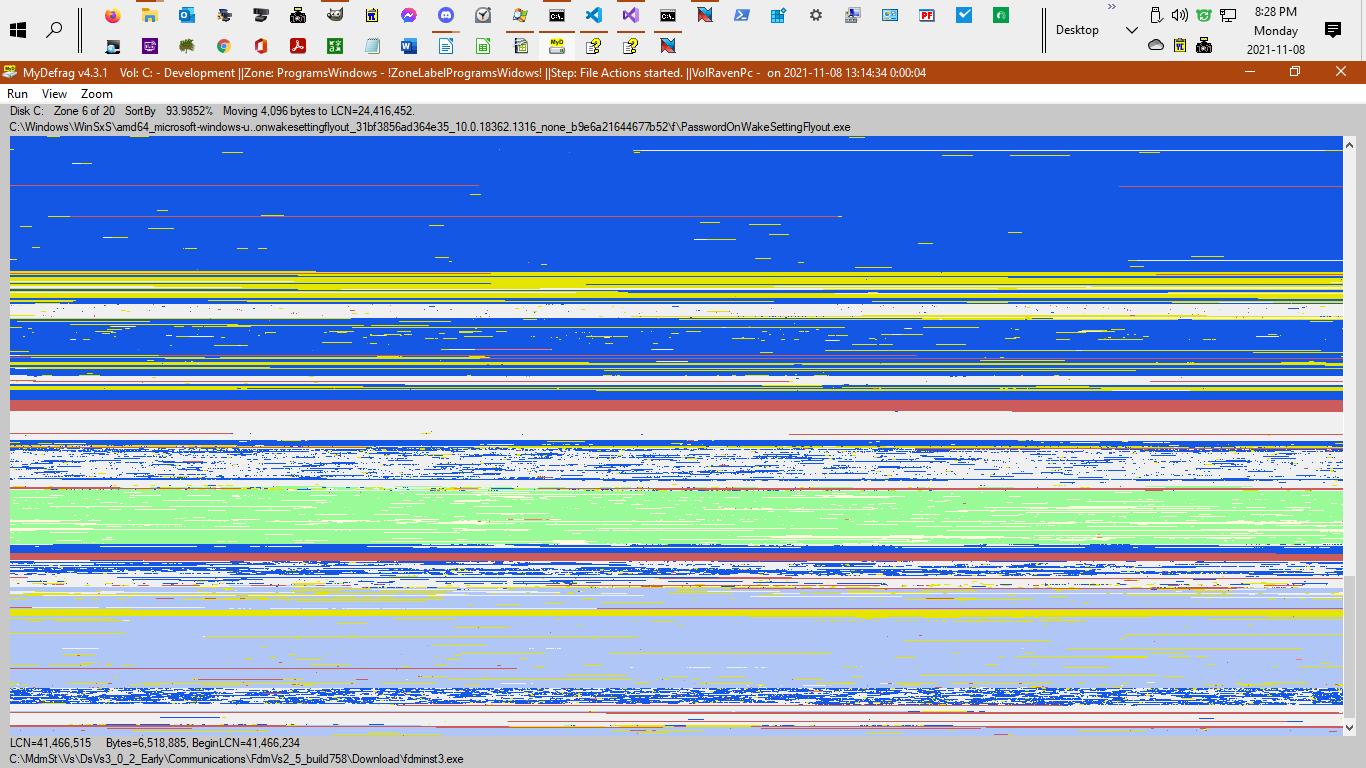 8:28 PM
Desktop
Monday
2021-11-08
MyDefrag v4.3.1 Vol: C: - Development ||Zone: ProgramsWindows - !ZoneLabelProgramsWidows! ||Step: File Actions started. ||VolRavenPc - on 2021-11-08 13:14:34 0:00:04
Run View Zoom
Disk C: Zone 6 of 20 SortBy 93.9852% Moving 4,096 bytes to LCN=24,416,452.
C:\Windows\WinSxS\amd64_microsoft-windows-u..onwakesettingflyout_31bf3856ad364e35_10.0.18362.1316_none_b9e6a21644677b52\f\PasswordOnWakeSettingFlyout.exe
LCN=41,466,515 Bytes=6,518,885, BeginLCN=41,466,234
C:\MdmSt\Vs\DsVs3_0_2_Early\Communications\FdmVs2_5_build758\Download\fdminst3.exe